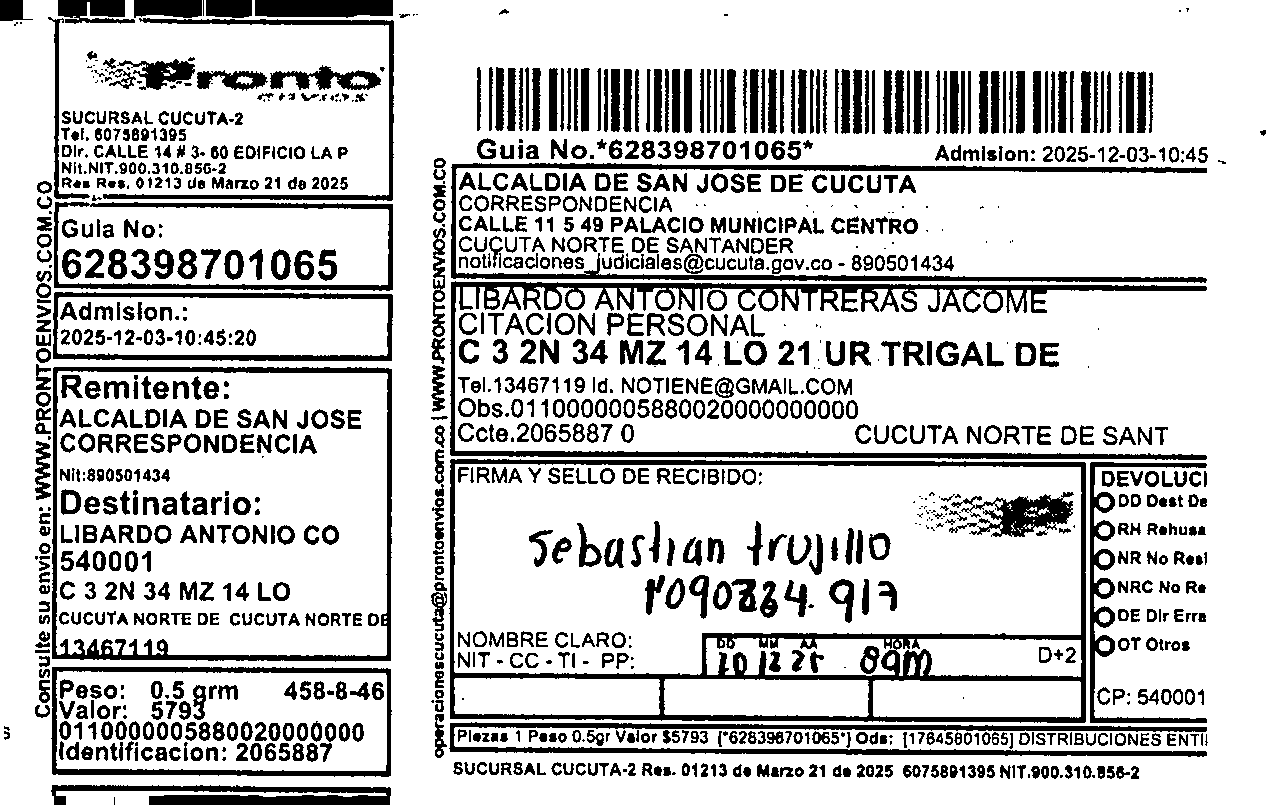 Pronto
envios
SUCURSAL CUCUTA-2
Tel. 6075891395
Dir. CALLE 14 # 3- 60 EDIFICIO LA P
Nit.NIT.900.310.856-2
Res Res. 01213 de Marzo 21 de 2025
Guia No:
628398701065
Admision.:
2025-12-03-10:45:20
Remitente:
ALCALDIA DE SAN JOSE
CORRESPONDENCIA
Nit:890501434
Destinatario:
LIBARDO ANTONIO CO
540001
C 3 2N 34 MZ 14 LO
CUCUTA NORTE DE CUCUTA NORTE DE
13467119
Peso: 0.5 grm 458-8-46
Valor: 5793
01100000058800200000000
Identificacion: 2065887
Consulte su envio en: WWW.PRONTOENVIOS.COM.CO
Guia No.*628398701065* Admision: 2025-12-03-10:45
ALCALDIA DE SAN JOSE DE CUCUTA
CORRESPONDENCIA
CALLE 11 5 49 PALACIO MUNICIPAL CENTRO
CUCUTA NORTE DE SANTANDER
notificaciones_judiciales@cucuta.gov.co - 890501434
LIBARDO ANTONIO CONTRERAS JACOME
CITACION PERSONAL
C 3 2N 34 MZ 14 LO 21 UR TRIGAL DE
Tel.13467119 Id. NOTIENE@GMAIL.COM
Obs.01100000058800200000000000
Ccte.2065887 0 CUCUTA NORTE DE SANT
operacionescucuta@prontoenvios.com.co | WWW.PRONTOENVIOS.COM.CO
FIRMA Y SELLO DE RECIBIDO:
Sebastian trujillo
NOMBRE CLARO:
NIT - CC - TI - PP:
DD MM AA HORA
10 12 25 8am
D+2
DEVOLUCI
DD Dest De
RH Rehusa
NR No Resi
NRC No Re
DE Dir Erra
OT Otros
CP: 540001
Piezas 1 Peso 0.5gr Valor $5793 [*628398701065*] Ods: [17645801065] DISTRIBUCIONES ENTI
SUCURSAL CUCUTA-2 Res. 01213 de Marzo 21 de 2025 6075891395 NIT.900.310.856-2